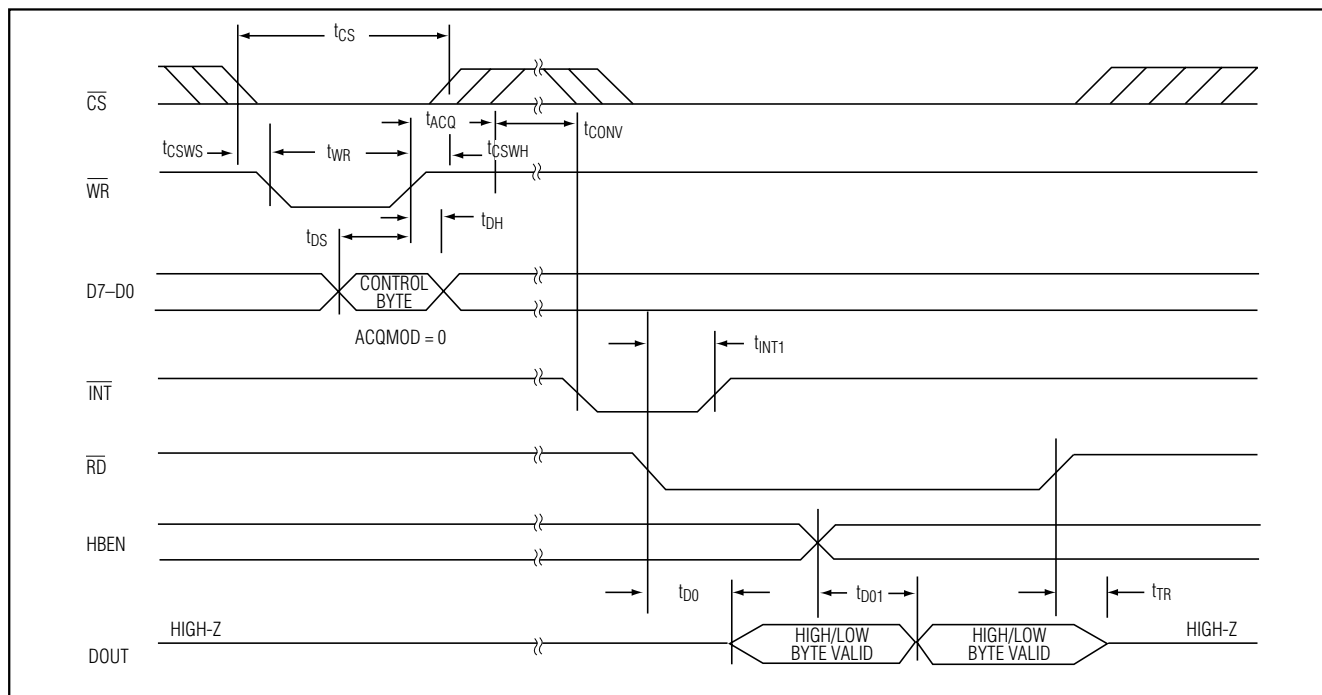 tCS
CS
tACQ
tCONV
tCSWS
tWR
tCSWH
WR
tDH
tDS
D7–D0
CONTROL
BYTE
ACQMOD = 0
tINT1
INT
RD
HBEN
tD0
tD01
tTR
HIGH-Z
HIGH/LOW
BYTE VALID
HIGH/LOW
BYTE VALID
HIGH-Z
DOUT